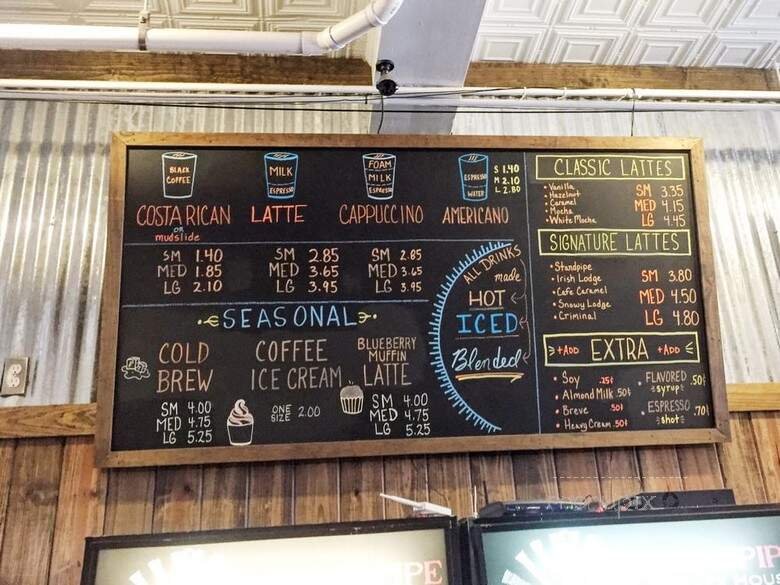 BLACK
COFFEE
COSTA RICAN
OR
mudslide
SM 1.40
MED 1.85
LG 2.10
MILK
ESPRESSO
LATTE
SM 2.85
MED 3.65
LG 3.95
FOAM
MILK
ESPRESSO
CAPPUCCINO
SM 2.85
MED 3.65
LG 3.95
ESPRESSO
WATER
S 1.40
M 2.10
L 2.80
AMERICANO
ALL DRINKS
made
HOT
ICED
Blended
SEASONAL
COLD
BREW
SM 4.00
MED 4.75
LG 5.25
COFFEE
ICE CREAM
ONE
SIZE 2.00
BLUEBERRY
MUFFIN
LATTE
SM 4.00
MED 4.75
LG 5.25
CLASSIC LATTES
• Vanilla
• Hazelnut
• Caramel
• Mocha
• White Mocha
SM 3.35
MED 4.15
LG 4.45
SIGNATURE LATTES
• Standpipe
• Irish Lodge
• Cafe Caramel
• Snowy Lodge
• Criminal
SM 3.80
MED 4.50
LG 4.80
+ADD EXTRA +ADD
• Soy .25¢
• Almond Milk .50¢
• Breve .50¢
• Heavy Cream .50¢
• FLAVORED .50¢
syrup
• ESPRESSO .70¢
shot
IPE
PIPE
HOUSE